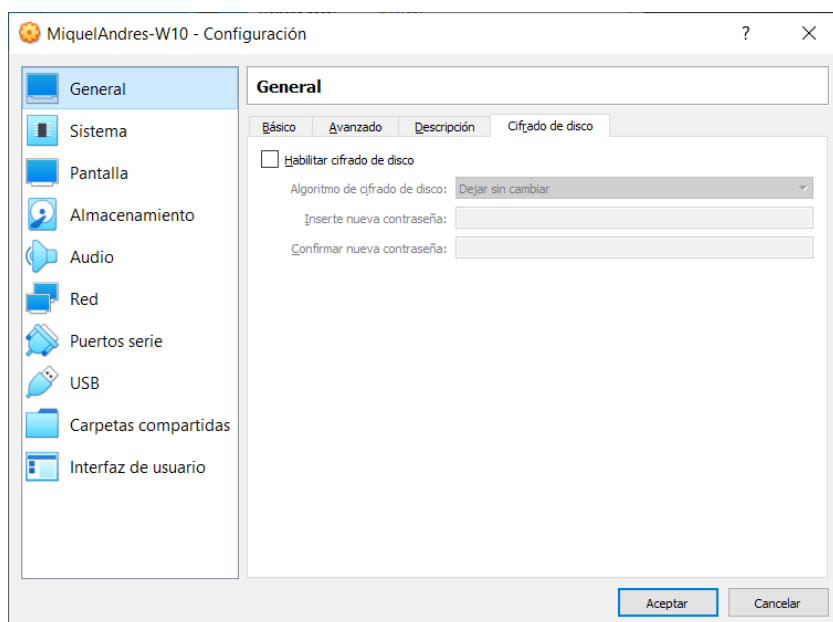 MiquelAndres-W10 - Configuración
?
General
Sistema
Pantalla
Almacenamiento
Audio
Red
Puertos serie
USB
Carpetas compartidas
Interfaz de usuario
General
Básico Avanzado Descripción Cifrado de disco
Habilitar cifrado de disco
Algoritmo de cifrado de disco: Dejar sin cambiar
Inserte nueva contraseña:
Confirmar nueva contraseña:
Aceptar Cancelar